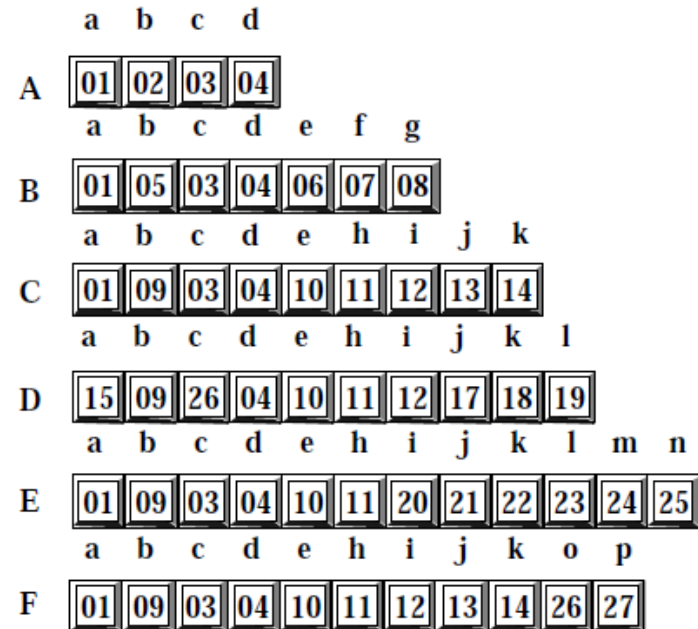 a b c d
A 01 02 03 04
a b c d e f g
B 01 05 03 04 06 07 08
a b c d e h i j k
C 01 09 03 04 10 11 12 13 14
a b c d e h i j k l
D 15 09 26 04 10 11 12 17 18 19
a b c d e h i j k l m n
E 01 09 03 04 10 11 20 21 22 23 24 25
a b c d e h i j k o p
F 01 09 03 04 10 11 12 13 14 26 27